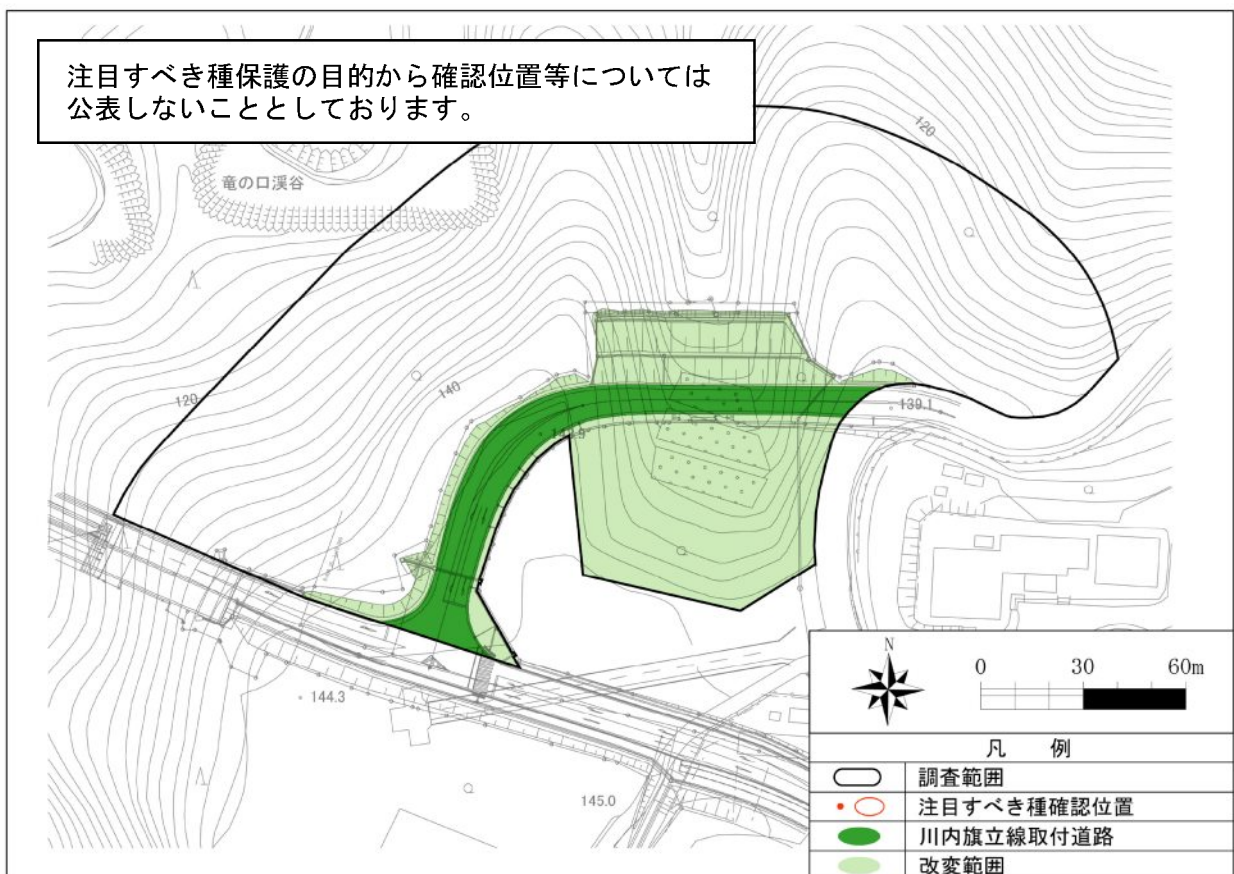 注目すべき種保護の目的から確認位置等については
公表しないこととしております。
120
竜の口渓谷
140
120
139.1
144.3
145.0
N
0 30 60m
凡 例
調査範囲
注目すべき種確認位置
川内旗立線取付道路
改変範囲